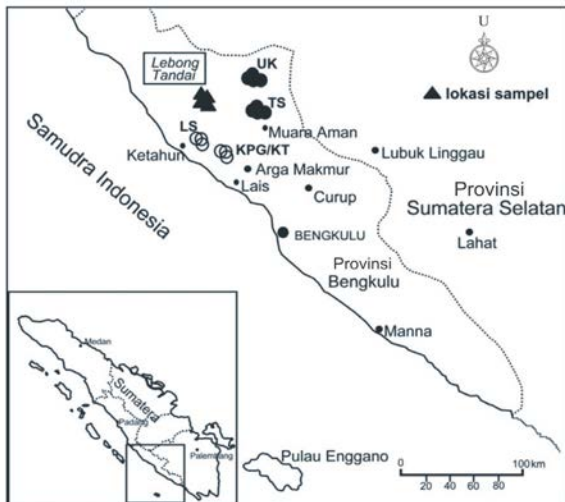 U
Lebong
Tandai
UK
lokasi sampel
TS
LS
Muara Aman
Ketahun
KPG/KT
Lubuk Linggau
Samudra Indonesia
Arga Makmur
Lais
Curup
Provinsi
Sumatera Selatan
BENGKULU
Lahat
Provinsi
Bengkulu
Manna
Medan
Sumatera
Padang
Palembang
Pulau Enggano
0 100 km
20 40 60 80